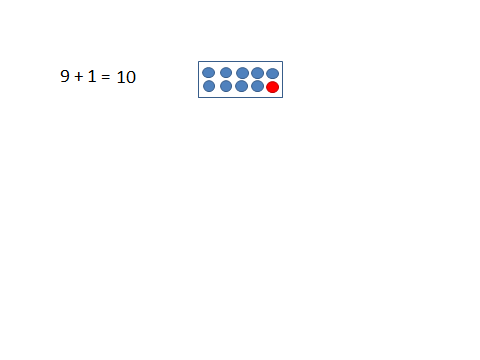 9 + 1 = 10